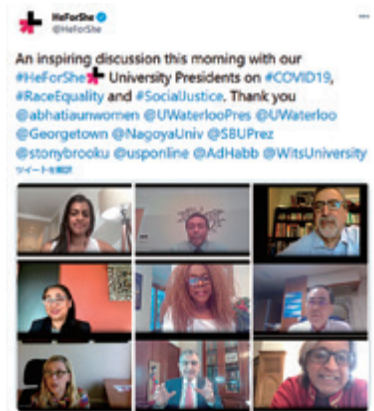 HeForShe
@HeForShe
An inspiring discussion this morning with our
#HeForShe University Presidents on #COVID19,
#RaceEquality and #SocialJustice. Thank you
@abhatiaunwomen @UWaterlooPres @UWaterloo
@Georgetown @NagoyaUniv @SBUPrez
@stonybrooku @usponline @AdHabb @WitsUniversity
ツイートを翻訳